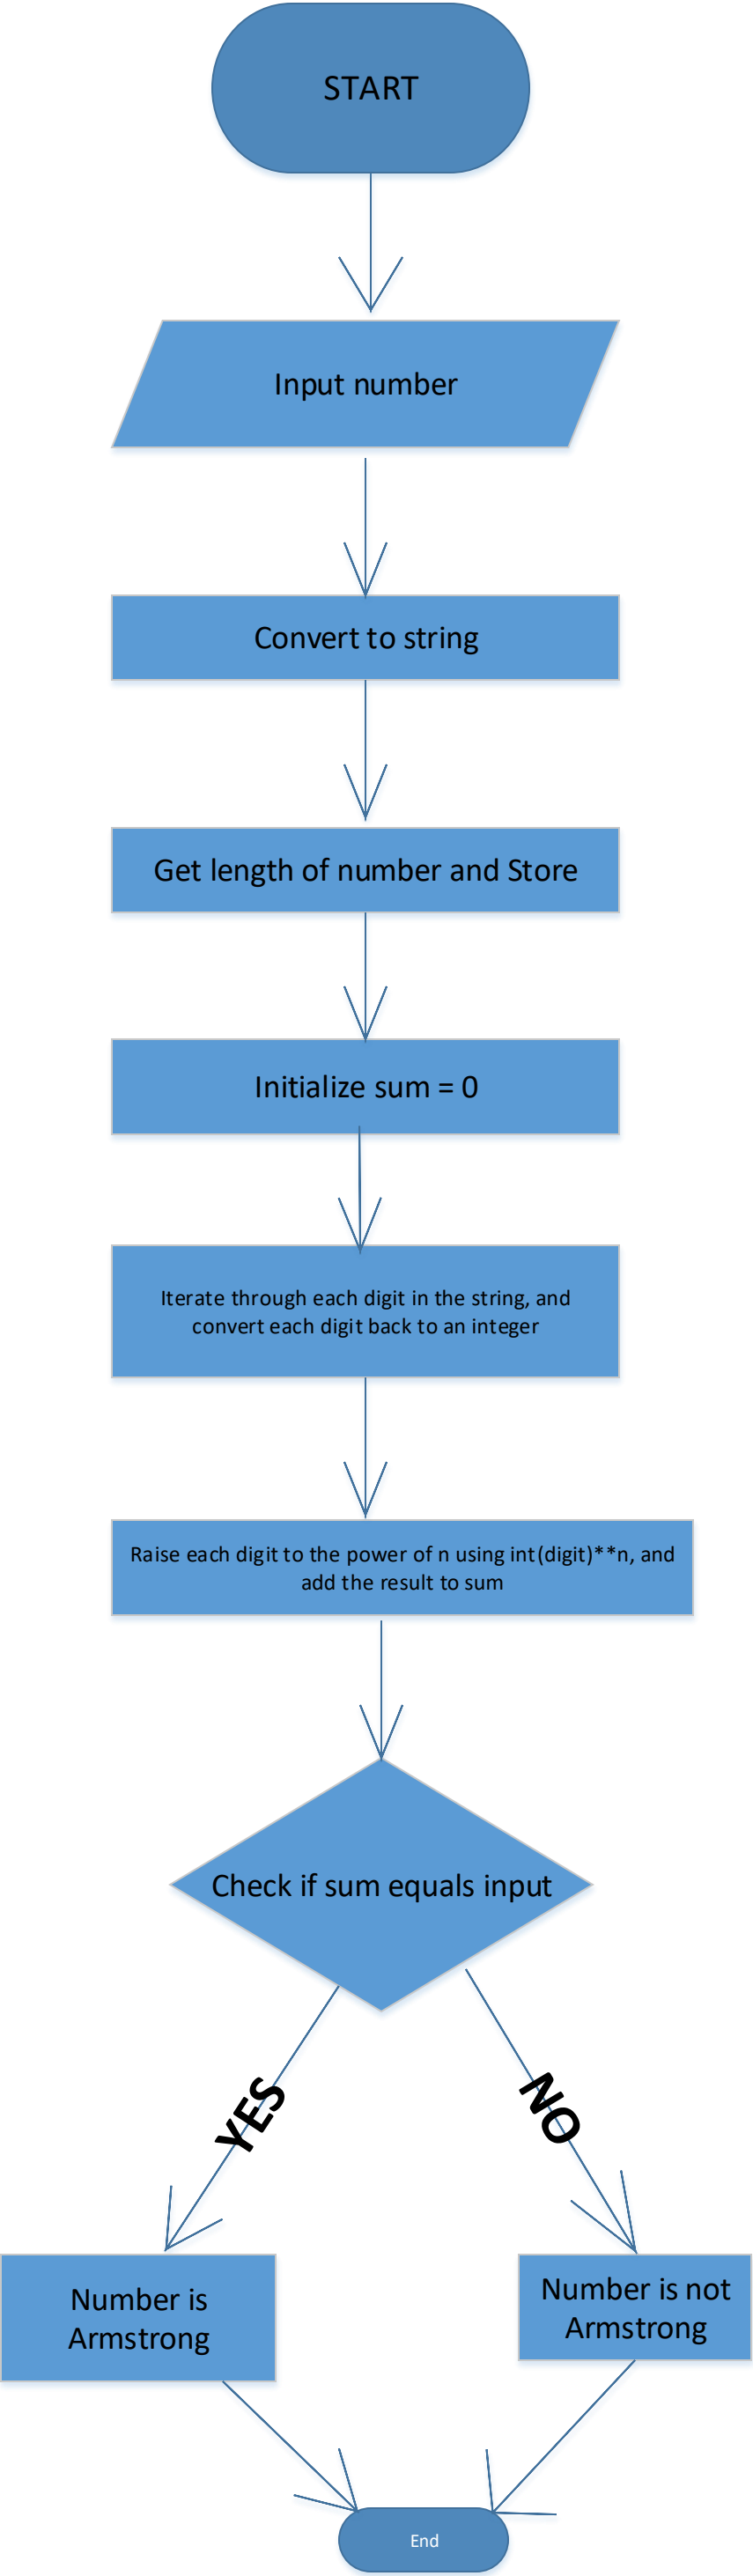 START
Input number
Convert to string
Get length of number and Store
Initialize sum = 0
Iterate through each digit in the string, and
convert each digit back to an integer
Raise each digit to the power of n using int(digit)**n, and
add the result to sum
Check if sum equals input
YES
NO
Number is
Armstrong
Number is not
Armstrong
End